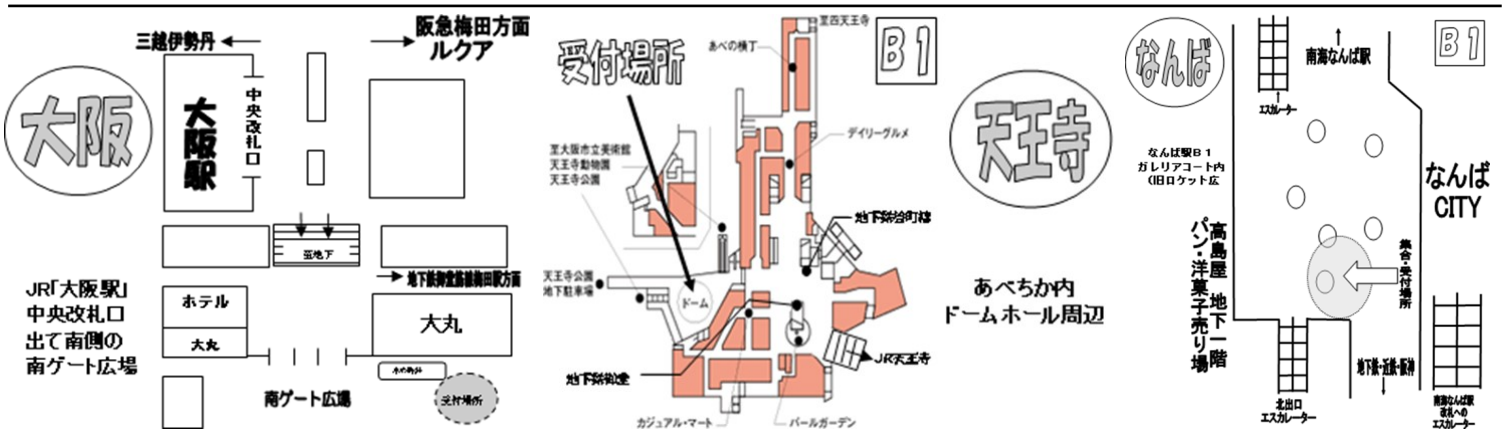 大阪
三越伊勢丹
阪急梅田方面
ルクア
大阪駅
中央改札口
至地下
地下鉄御堂筋線梅田駅方面
JR「大阪駅」
中央改札口
出て南側の
南ゲート広場
ホテル
大丸
大丸
水の時計
南ゲート広場
受付場所
受付場所
B1
至四天王寺
あべの横丁
デイリーグルメ
至大阪市立美術館
天王寺動物園
天王寺公園
地下鉄谷町線
天王寺公園
地下駐車場
ドーム
地下鉄御堂
JR天王寺
カジュアル・マート
パールガーデン
天王寺
あべちか内
ドームホール周辺
なんば
B1
南海なんば駅
エスカレーター
なんば駅B1
ガレリアコート内
(旧ロケット広
なんば
CITY
高島屋 地下一階
パン・洋菓子売り場
集合・受付場所
北出口
エスカレーター
地下鉄・近鉄・阪神
南海なんば駅
改札への
エスカレーター